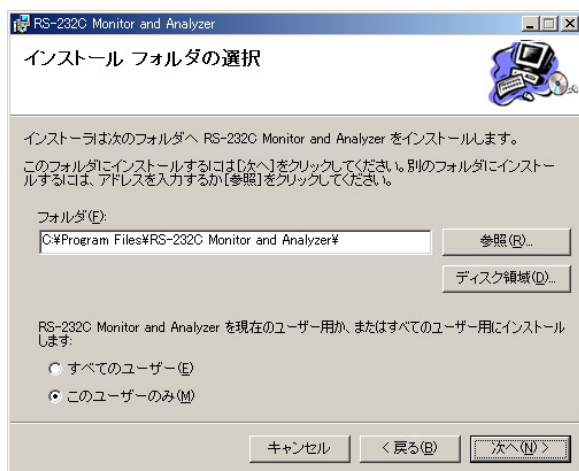 RS-232C Monitor and Analyzer
インストール フォルダの選択
インストーラは次のフォルダへ RS-232C Monitor and Analyzer をインストールします。
このフォルダにインストールするには[次へ]をクリックしてください。別のフォルダにインストー
ルするには、アドレスを入力するか[参照]をクリックしてください。
フォルダ(F):
C:¥Program Files¥RS-232C Monitor and Analyzer¥
参照(R)...
ディスク領域(D)...
RS-232C Monitor and Analyzer を現在のユーザー用か、またはすべてのユーザー用にインストール
します:
すべてのユーザー(E)
このユーザーのみ(M)
キャンセル
< 戻る(B)
次へ(N) >